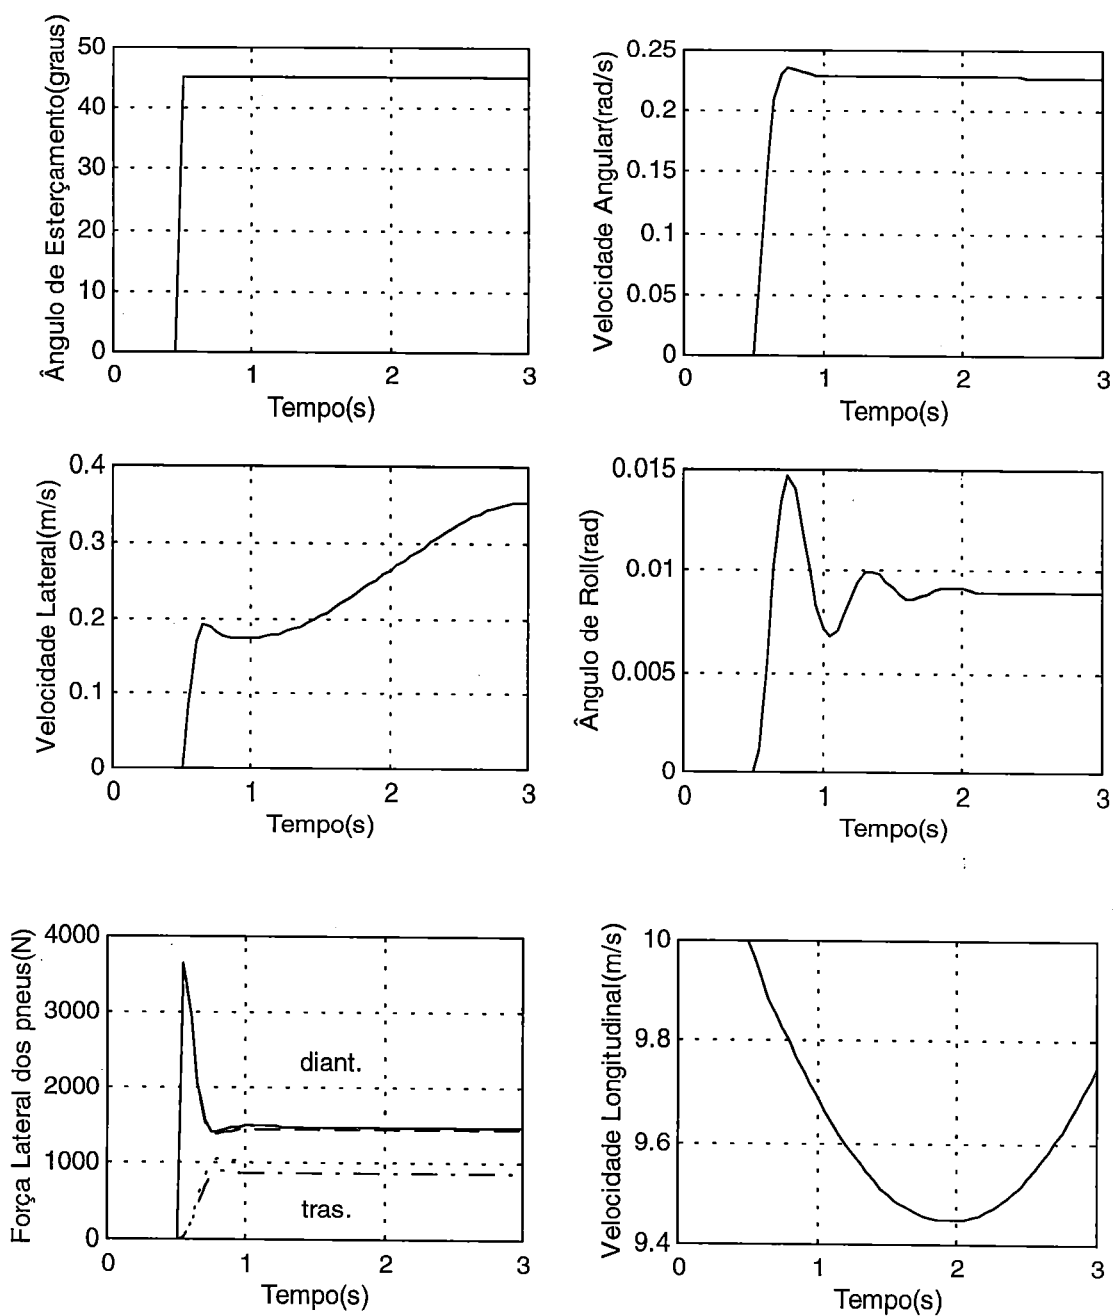 Ângulo de Esterçamento(graus)
50
40
30
20
10
0
0 1 2 3
Tempo(s)
Velocidade Angular(rad/s)
0.25
0.2
0.15
0.1
0.05
0
0 1 2 3
Tempo(s)
Velocidade Lateral(m/s)
0.4
0.3
0.2
0.1
0
0 1 2 3
Tempo(s)
Ângulo de Roll(rad)
0.015
0.010
0.005
0
0 1 2 3
Tempo(s)
Força Lateral dos pneus(N)
4000
3000
2000
1000
0
diant.
tras.
0 1 2 3
Tempo(s)
Velocidade Longitudinal(m/s)
10
9.8
9.6
9.4
0 1 2 3
Tempo(s)